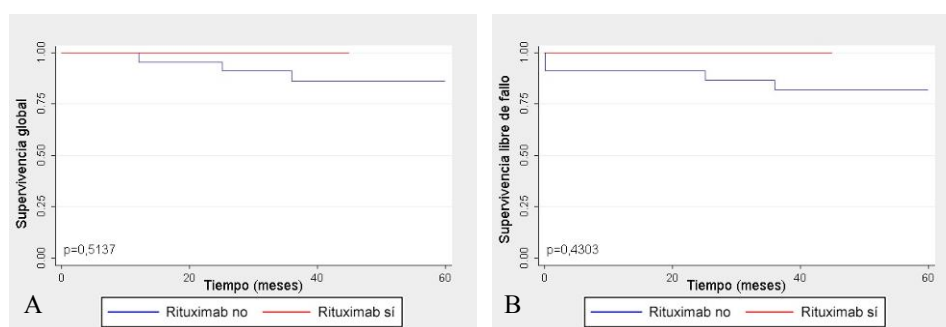 Supervivencia global
1.00
0.75
0.50
0.25
0.00
p=0,5137
0 20 40 60
Tiempo (meses)
A
Rituximab no Rituximab sí
Supervivencia libre de fallo
1.00
0.75
0.50
0.25
0.00
p=0,4303
0 20 40 60
Tiempo (meses)
B
Rituximab no Rituximab sí